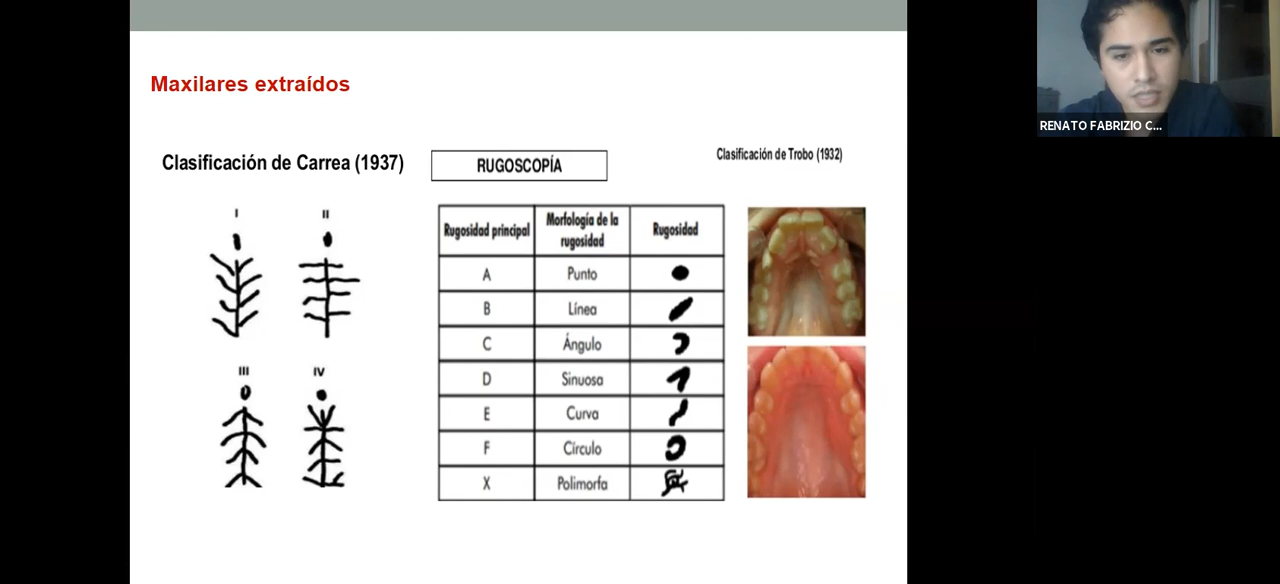 Maxilares extraídos
Clasificación de Carrea (1937)
RUGOSCOPÍA
Clasificación de Trobo (1932)
I II
III IV
Rugosidad principal Morfología de la rugosidad Rugosidad
A Punto
B Línea
C Ángulo
D Sinuosa
E Curva
F Círculo
X Polimorfa
RENATO FABRIZIO C...